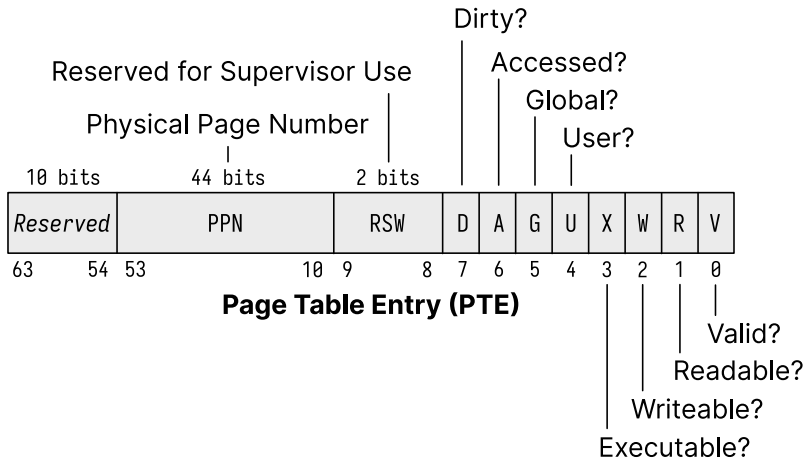 Dirty?
Reserved for Supervisor Use
Accessed?
Physical Page Number
Global?
User?
10 bits 44 bits 2 bits
Reserved PPN RSW D A G U X W R V
63 54 53 10 9 8 7 6 5 4 3 2 1 0
Page Table Entry (PTE)
Valid?
Readable?
Writeable?
Executable?